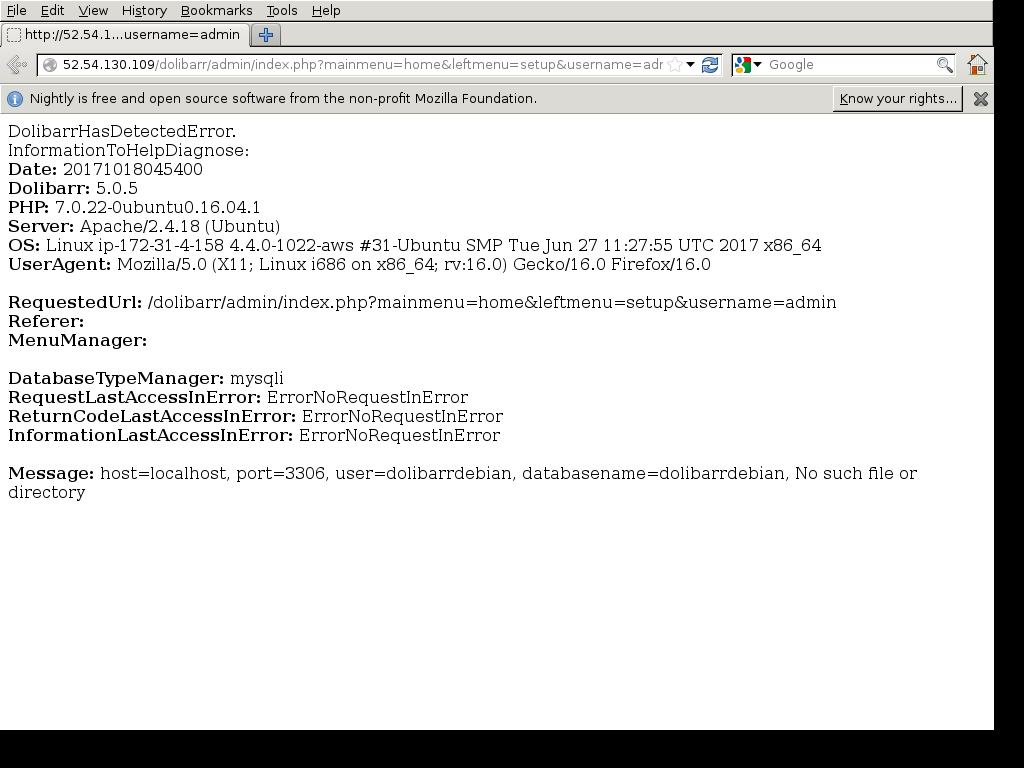 File Edit View History Bookmarks Tools Help
http://52.54.1...username=admin
52.54.130.109/dolibarr/admin/index.php?mainmenu=home&leftmenu=setup&username=adr
Google
Nightly is free and open source software from the non-profit Mozilla Foundation.
Know your rights...
DolibarrHasDetectedError.
InformationToHelpDiagnose:
Date: 20171018045400
Dolibarr: 5.0.5
PHP: 7.0.22-0ubuntu0.16.04.1
Server: Apache/2.4.18 (Ubuntu)
OS: Linux ip-172-31-4-158 4.4.0-1022-aws #31-Ubuntu SMP Tue Jun 27 11:27:55 UTC 2017 x86_64
UserAgent: Mozilla/5.0 (X11; Linux i686 on x86_64; rv:16.0) Gecko/16.0 Firefox/16.0
RequestedUrl: /dolibarr/admin/index.php?mainmenu=home&leftmenu=setup&username=admin
Referer:
MenuManager:
DatabaseTypeManager: mysqli
RequestLastAccessInError: ErrorNoRequestInError
ReturnCodeLastAccessInError: ErrorNoRequestInError
InformationLastAccessInError: ErrorNoRequestInError
Message: host=localhost, port=3306, user=dolibarrdebian, databasename=dolibarrdebian, No such file or
directory